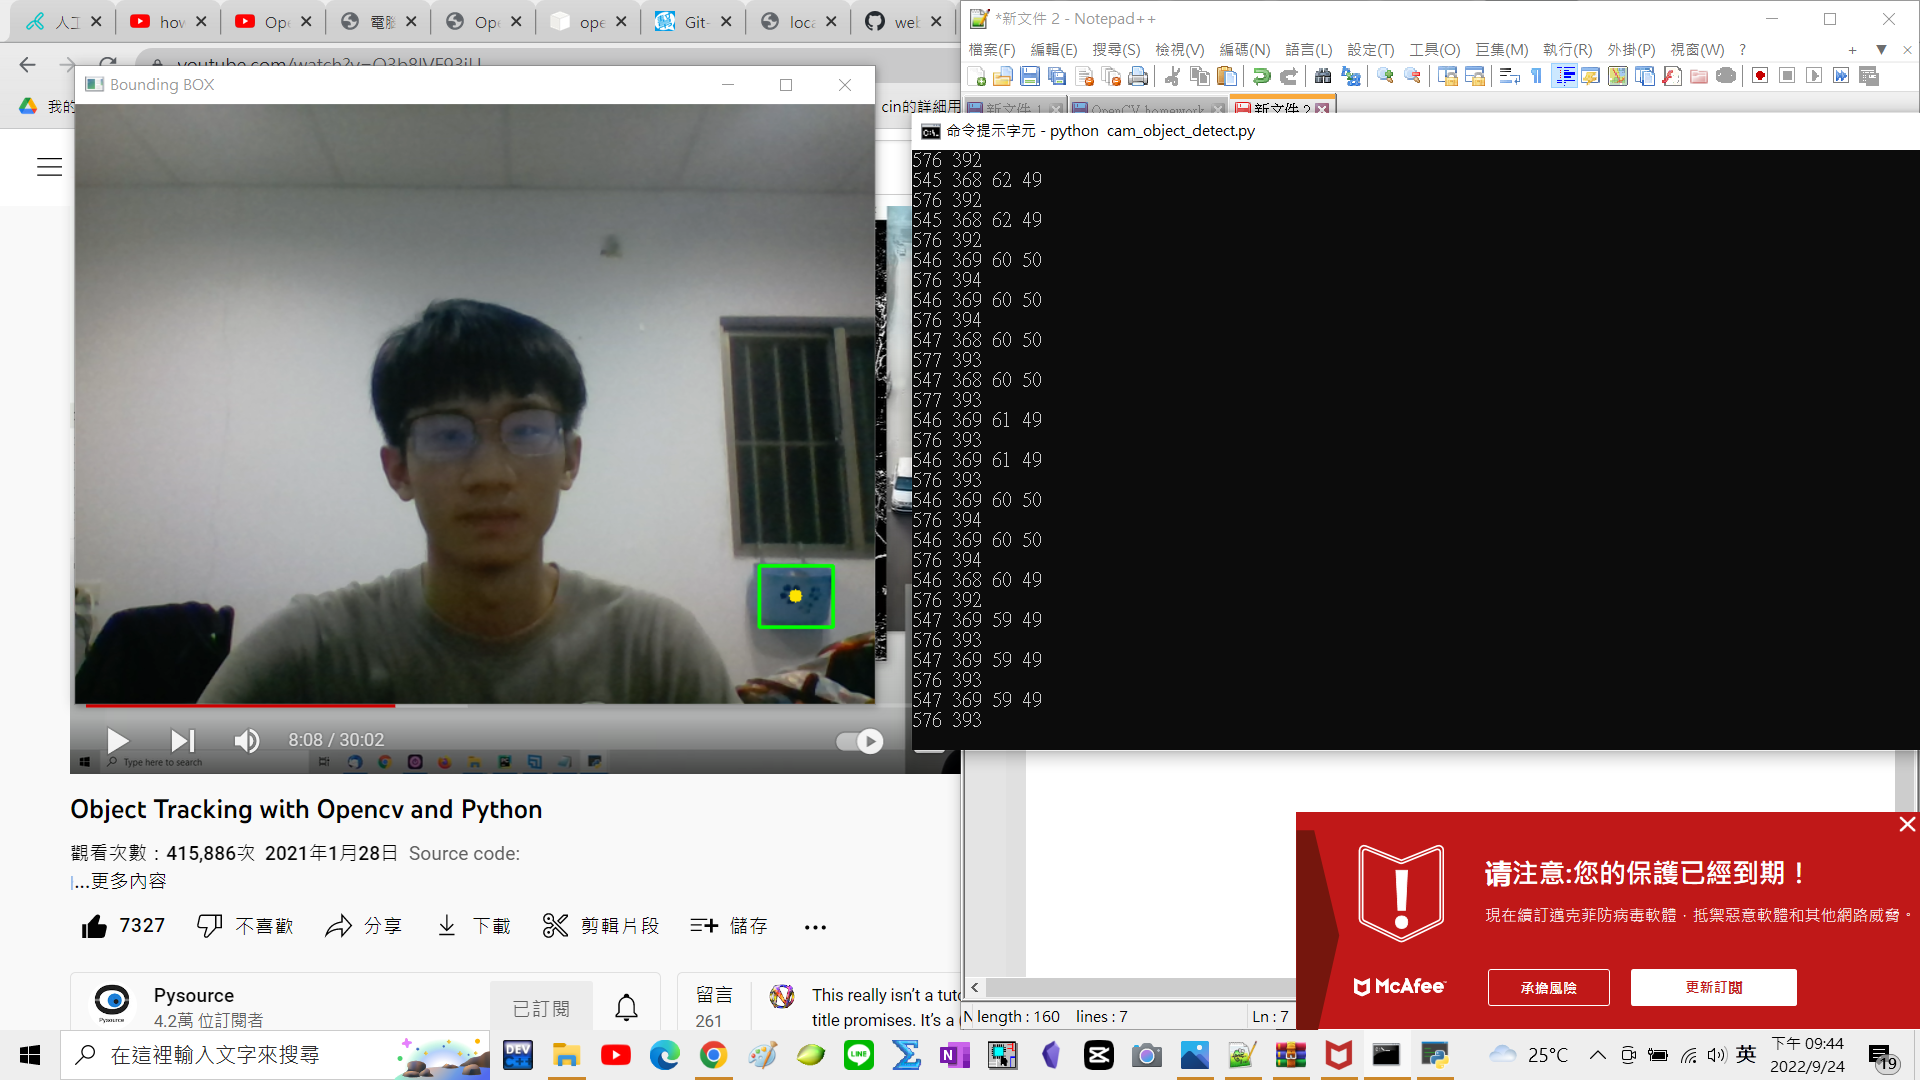 人工
how
Ope
電腦
Ope
ope
Git-
loca
web
我的
cin的詳細用
Bounding BOX
8:08 / 30:02
Type here to search
Object Tracking with Opencv and Python
觀看次數：415,886次 2021年1月28日 Source code:
...更多內容
7327
不喜歡
分享
下載
剪輯片段
儲存
Pysource
4.2萬 位訂閱者
已訂閱
留言
261
This really isn’t a tuto
title promises. It’s a
*新文件 2 - Notepad++
檔案(F) 編輯(E) 搜尋(S) 檢視(V) 編碼(N) 語言(L) 設定(T) 工具(O) 巨集(M) 執行(R) 外掛(P) 視窗(W) ?
新文件 1
OpenCV homework
新文件 2
命令提示字元 - python cam_object_detect.py
576 392
545 368 62 49
576 392
545 368 62 49
576 392
546 369 60 50
576 394
546 369 60 50
576 394
547 368 60 50
577 393
547 368 60 50
577 393
546 369 61 49
576 393
546 369 61 49
576 393
546 369 60 50
576 394
546 369 60 50
576 394
546 368 60 49
576 392
547 369 59 49
576 393
547 369 59 49
576 393
547 369 59 49
576 393
N length : 160 lines : 7
Ln : 7
请注意:您的保護已經到期！
現在續訂邁克菲防病毒軟體，抵禦惡意軟體和其他網路威脅。
McAfee
承擔風險
更新訂閱
在這裡輸入文字來搜尋
DEV C++
LINE
25°C
英
下午 09:44
2022/9/24
19